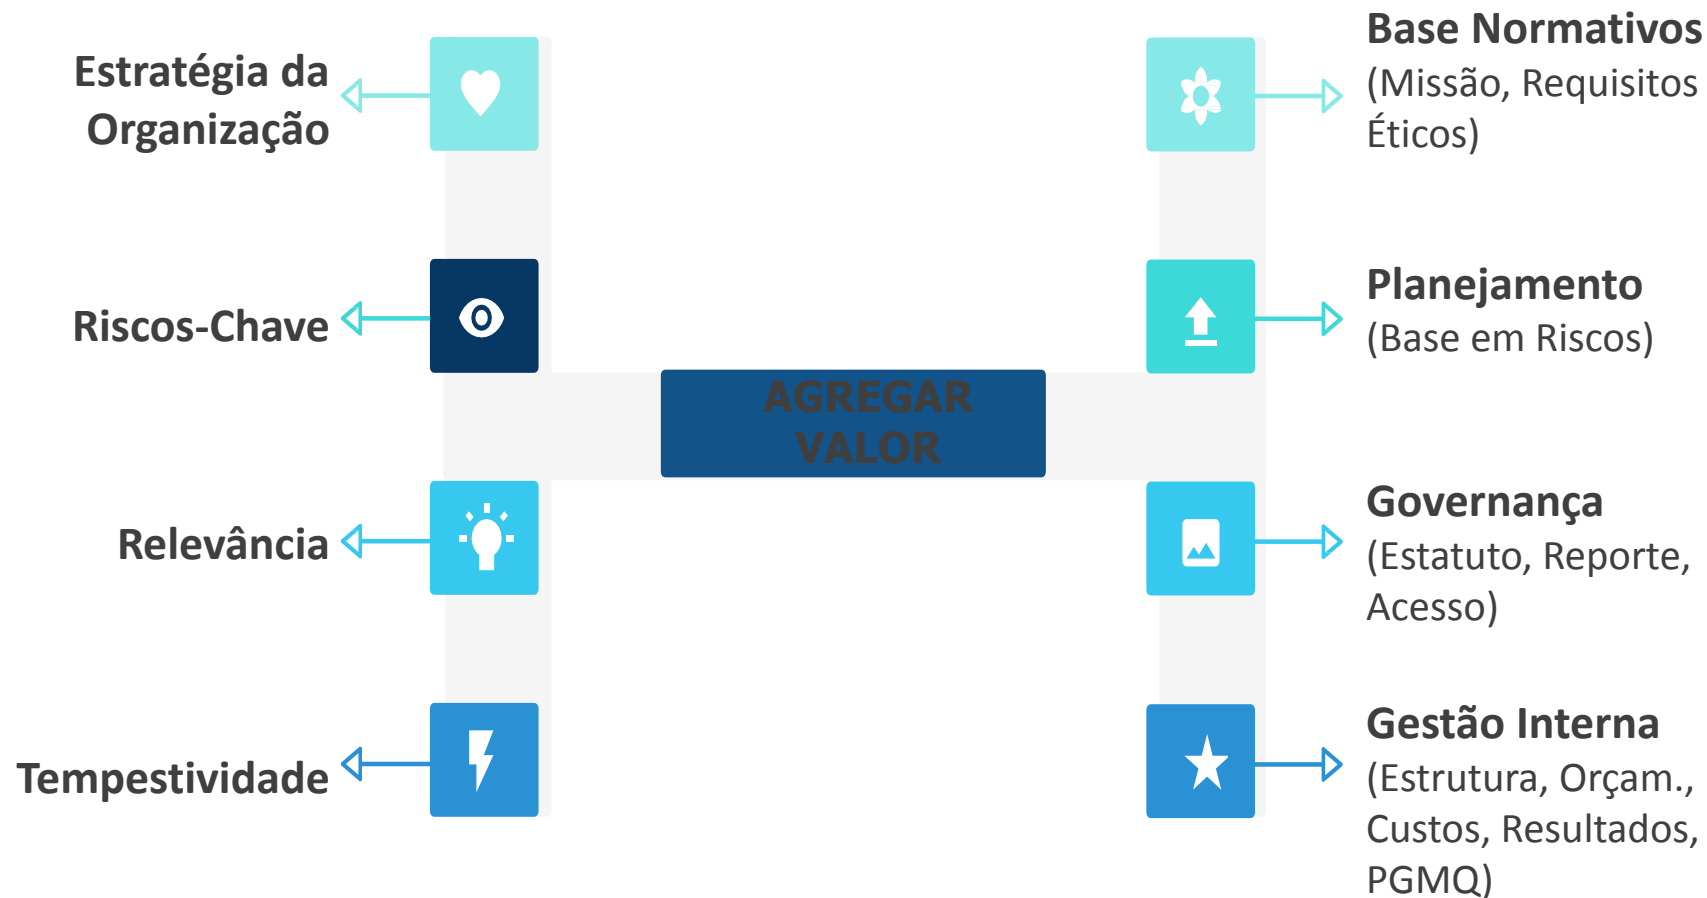 Estratégia da
Organização
Riscos-Chave
Relevância
Tempestividade
AGREGAR
VALOR
Base Normativos
(Missão, Requisitos
Éticos)
Planejamento
(Base em Riscos)
Governança
(Estatuto, Reporte,
Acesso)
Gestão Interna
(Estrutura, Orçam.,
Custos, Resultados,
PGMQ)